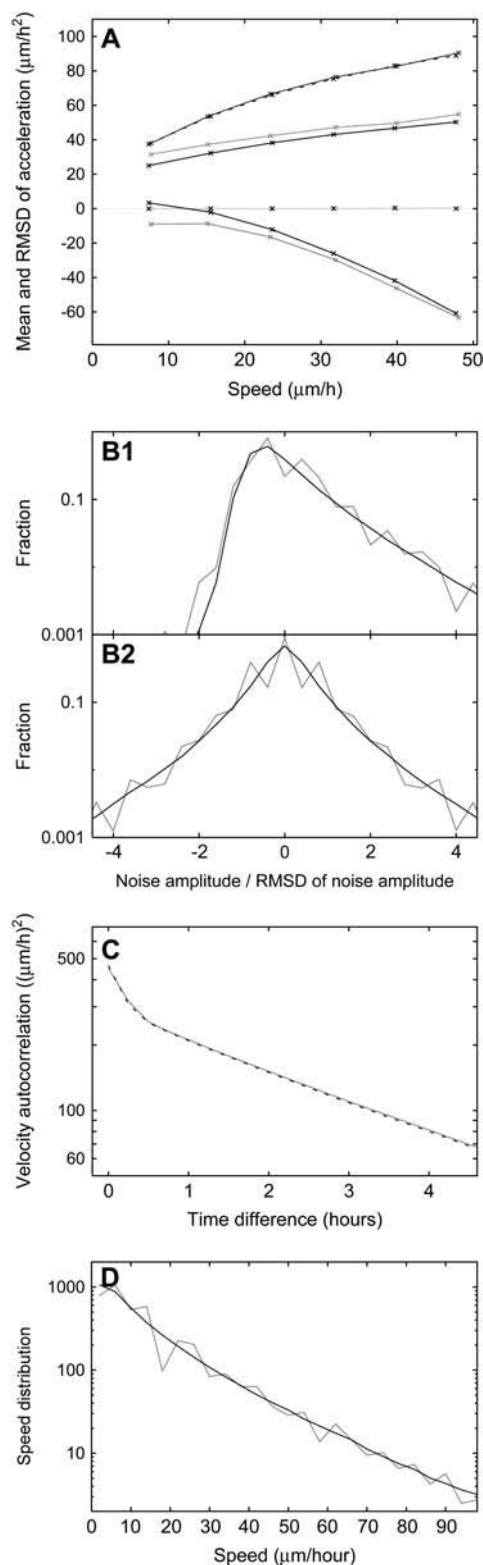 A
Mean and RMSD of acceleration (μm/h²)
100
80
60
40
20
0
-20
-40
-60
0 10 20 30 40 50
Speed (μm/h)
B1
Fraction
0.1
0.001
B2
Fraction
0.1
0.001
-4 -2 0 2 4
Noise amplitude / RMSD of noise amplitude
C
Velocity autocorrelation ((μm/h)²)
500
100
60
0 1 2 3 4
Time difference (hours)
D
Speed distribution
1000
100
10
0 10 20 30 40 50 60 70 80 90
Speed (μm/hour)